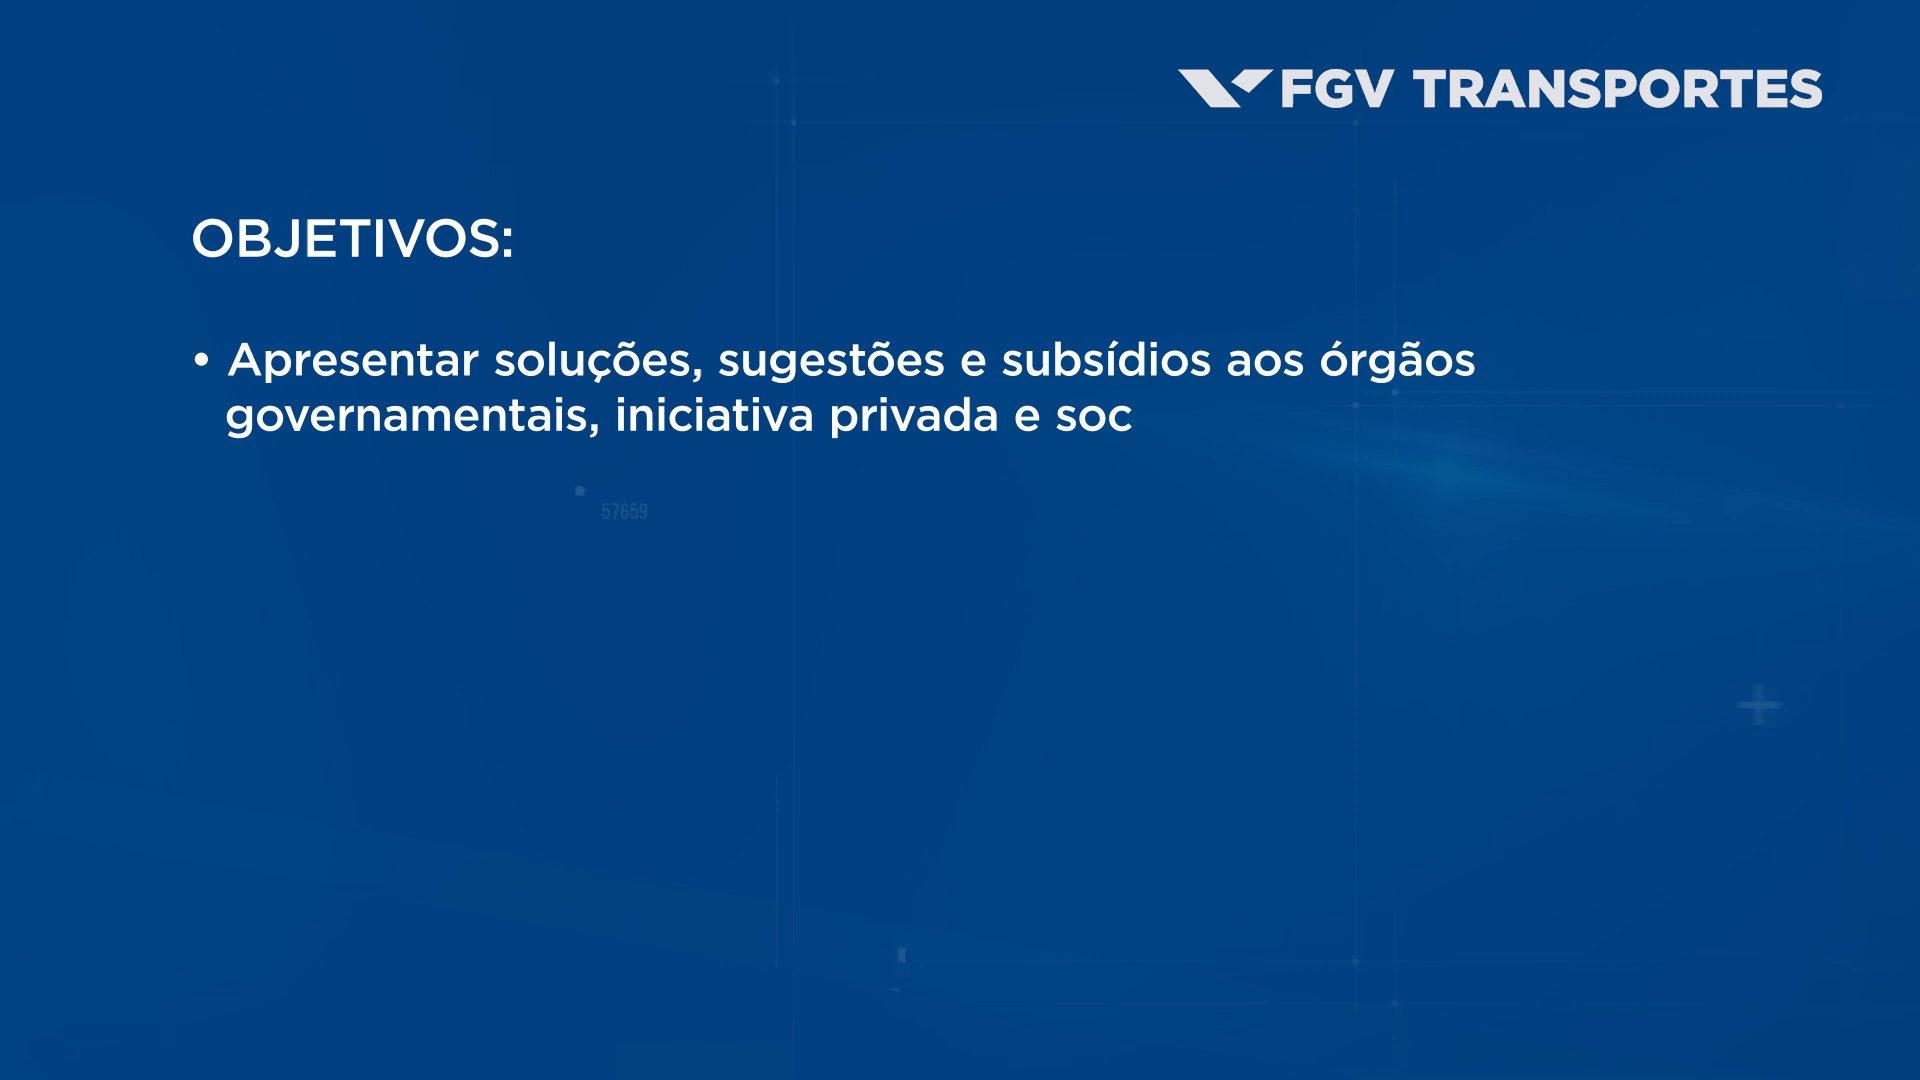 FGV TRANSPORTES
OBJETIVOS:
• Apresentar soluções, sugestões e subsídios aos órgãos
governamentais, iniciativa privada e soc
57659